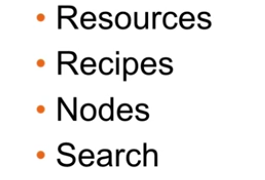 • Resources
• Recipes
• Nodes
• Search